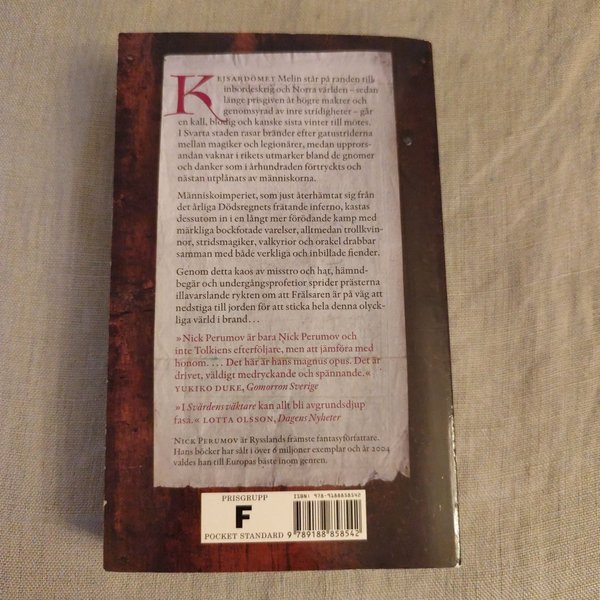 KEJSARDÖMET Melin står på randen till
inbördeskrig och Norra världen – sedan
länge prisgiven åt högre makter och
genomsyrad av inre stridigheter – går
en kall, blodig och kanske sista vinter till mötes.
I Svarta staden rasar bränder efter gatustriderna
mellan magiker och legionärer, medan upprors-
andan vaknar i rikets utmarker bland de gnomer
och danker som i århundraden förtryckts och
nästan utplånats av människorna.
Människoimperiet, som just återhämtat sig från
det årliga Dödsregnets frätande inferno, kastas
dessutom in i en långt mer förödande kamp med
märkliga bockfotade varelser, alltmedan trollkvin-
nor, stridsmagiker, valkyrior och orakel drabbar
samman med både verkliga och inbillade fiender.
Genom detta kaos av misstro och hat, hämnd-
begär och undergångsprofetior sprider prästerna
illavarslande rykten om att Frälsaren är på väg att
nedstiga till jorden för att sticka hela denna olyck-
liga värld i brand…
»Nick Perumov är bara Nick Perumov och
inte Tolkiens efterföljare, men att jämföra med
honom. … Det här är hans magnus opus. Det är
drivet, väldigt medryckande och spännande.«
YUKIKO DUKE, Gomorron Sverige
»I Svärdens väktare kan allt bli avgrundsdjup
fasa.« LOTTA OLSSON, Dagens Nyheter
NICK PERUMOV är Rysslands främste fantasyförfattare.
Hans böcker har sålt i över 6 miljoner exemplar och år 2004
valdes han till Europas bäste inom genren.
PRISGRUPP
F
POCKET STANDARD
ISBN: 978-9188858542
9 789188 858542